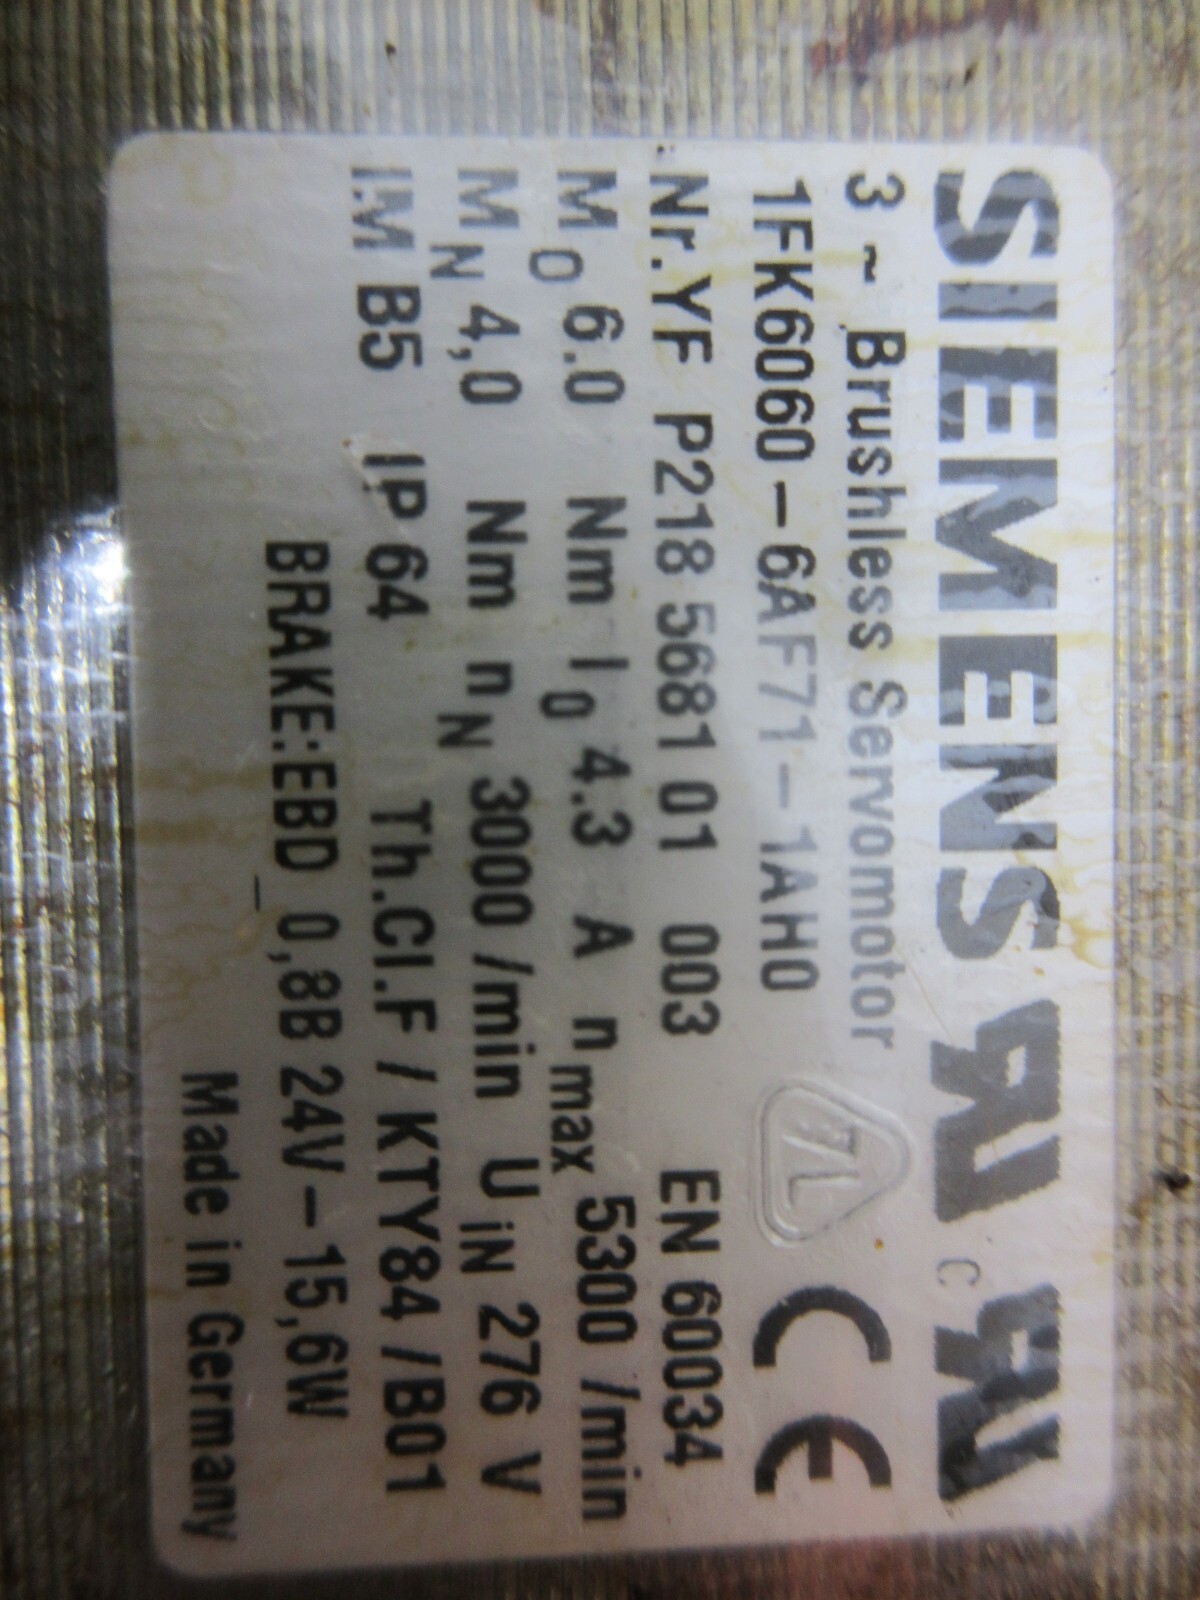 SIEMENS
3 ~ Brushless Servomotor
1FK6060-6AF71-1AH0
Nr.YF P218 5681 01 003 EN 60034
M0 6.0 Nm I0 4.3 A nmax 5300 /min
MN 4,0 Nm nN 3000 /min UiN 276 V
I.M B5 IP 64 Th.Cl.F / KTY84 /B01
BRAKE:EBD_0,8B 24V-15,6W
Made in Germany